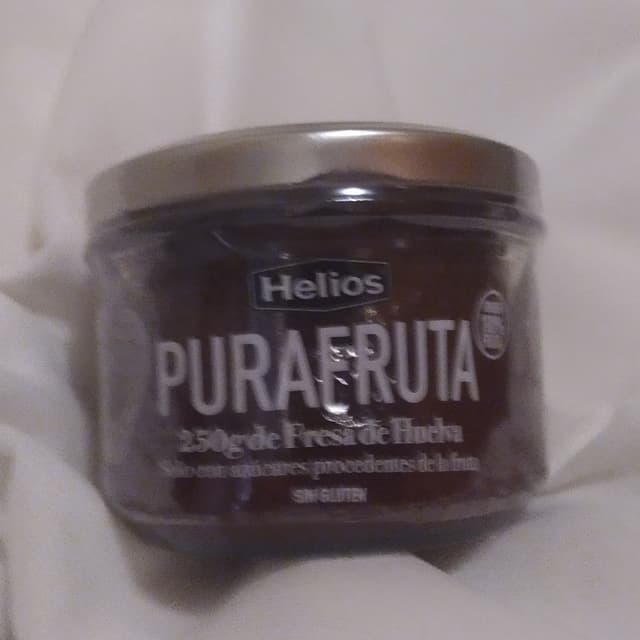 Helios
PURAFRUTA
250g de Fresa de Huelva
Sólo con azúcares procedentes de la fruta
SIN GLUTEN